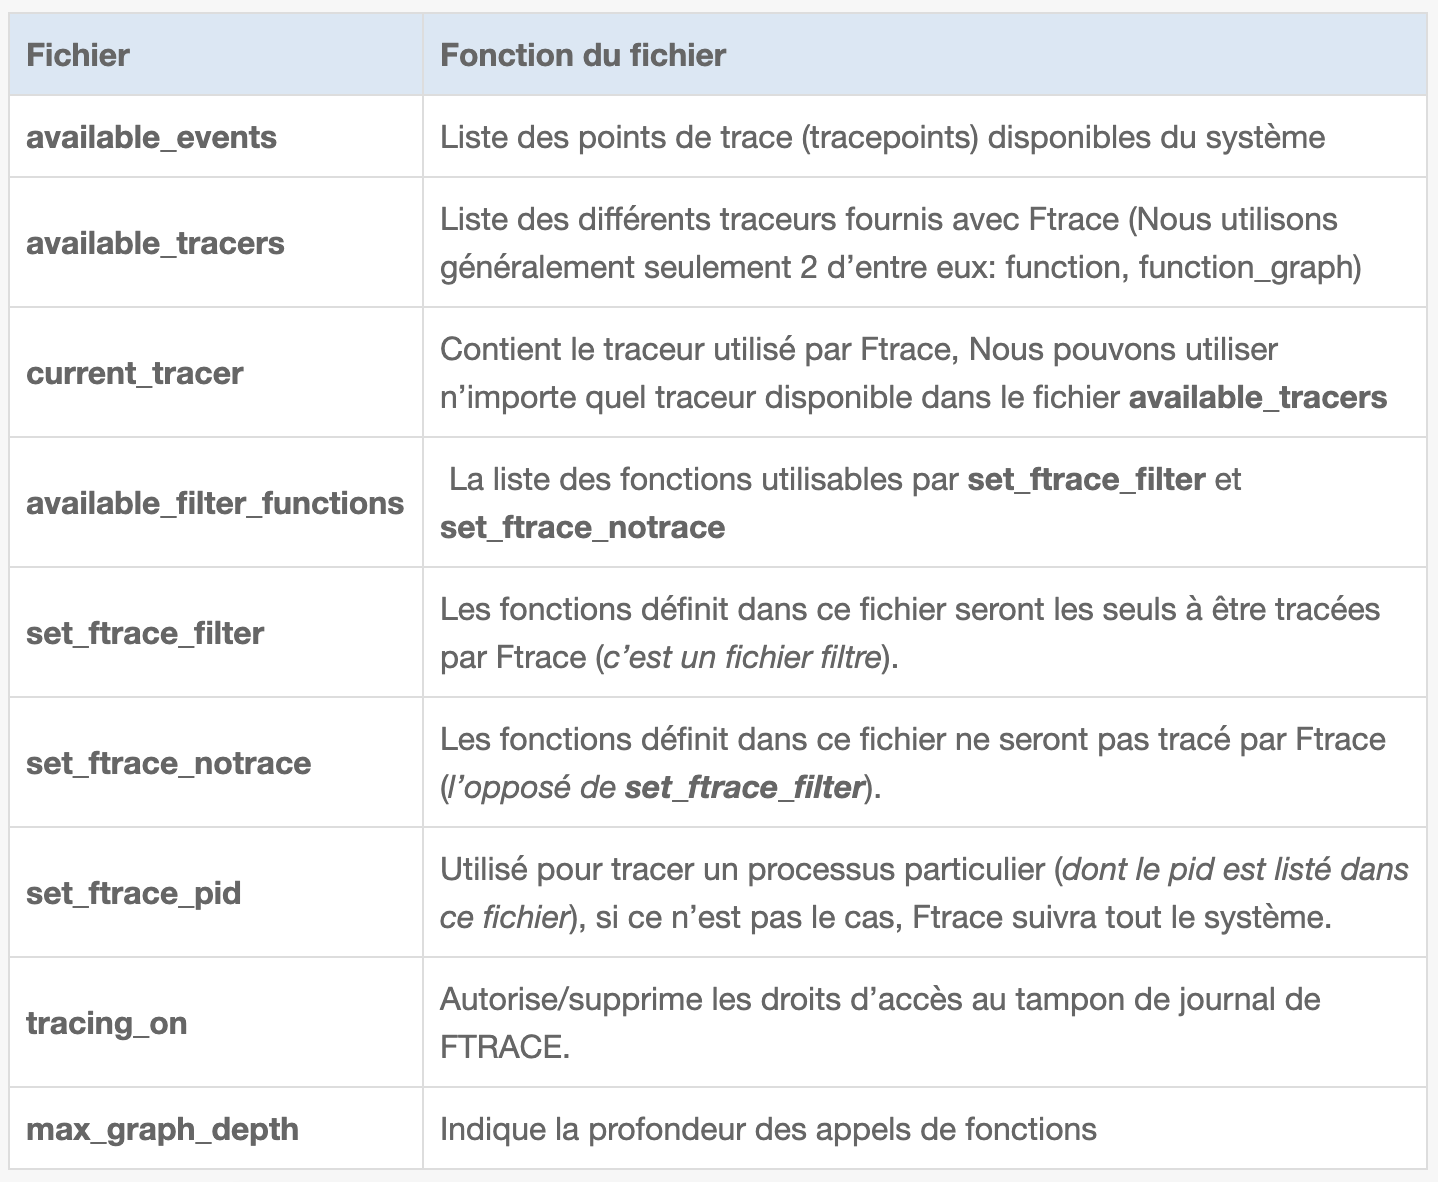 Fichier
Fonction du fichier
available_events
Liste des points de trace (tracepoints) disponibles du système
available_tracers
Liste des différents traceurs fournis avec Ftrace (Nous utilisons
généralement seulement 2 d’entre eux: function, function_graph)
current_tracer
Contient le traceur utilisé par Ftrace, Nous pouvons utiliser
n’importe quel traceur disponible dans le fichier available_tracers
available_filter_functions
La liste des fonctions utilisables par set_ftrace_filter et
set_ftrace_notrace
set_ftrace_filter
Les fonctions définit dans ce fichier seront les seuls à être tracées
par Ftrace (c’est un fichier filtre).
set_ftrace_notrace
Les fonctions définit dans ce fichier ne seront pas tracé par Ftrace
(l’opposé de set_ftrace_filter).
set_ftrace_pid
Utilisé pour tracer un processus particulier (dont le pid est listé dans
ce fichier), si ce n’est pas le cas, Ftrace suivra tout le système.
tracing_on
Autorise/supprime les droits d’accès au tampon de journal de
FTRACE.
max_graph_depth
Indique la profondeur des appels de fonctions